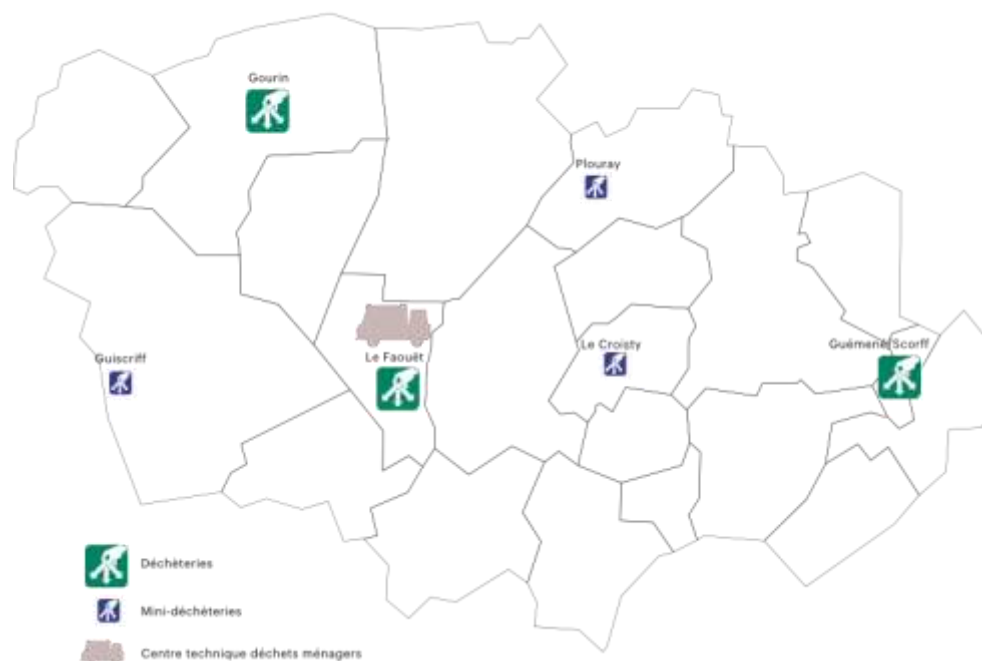 Gourin
Plouray
Guiscriff
Le Faouët
Le Croisty
Guémené/Scorff
Déchèteries
Mini-déchèteries
Centre technique déchets ménagers